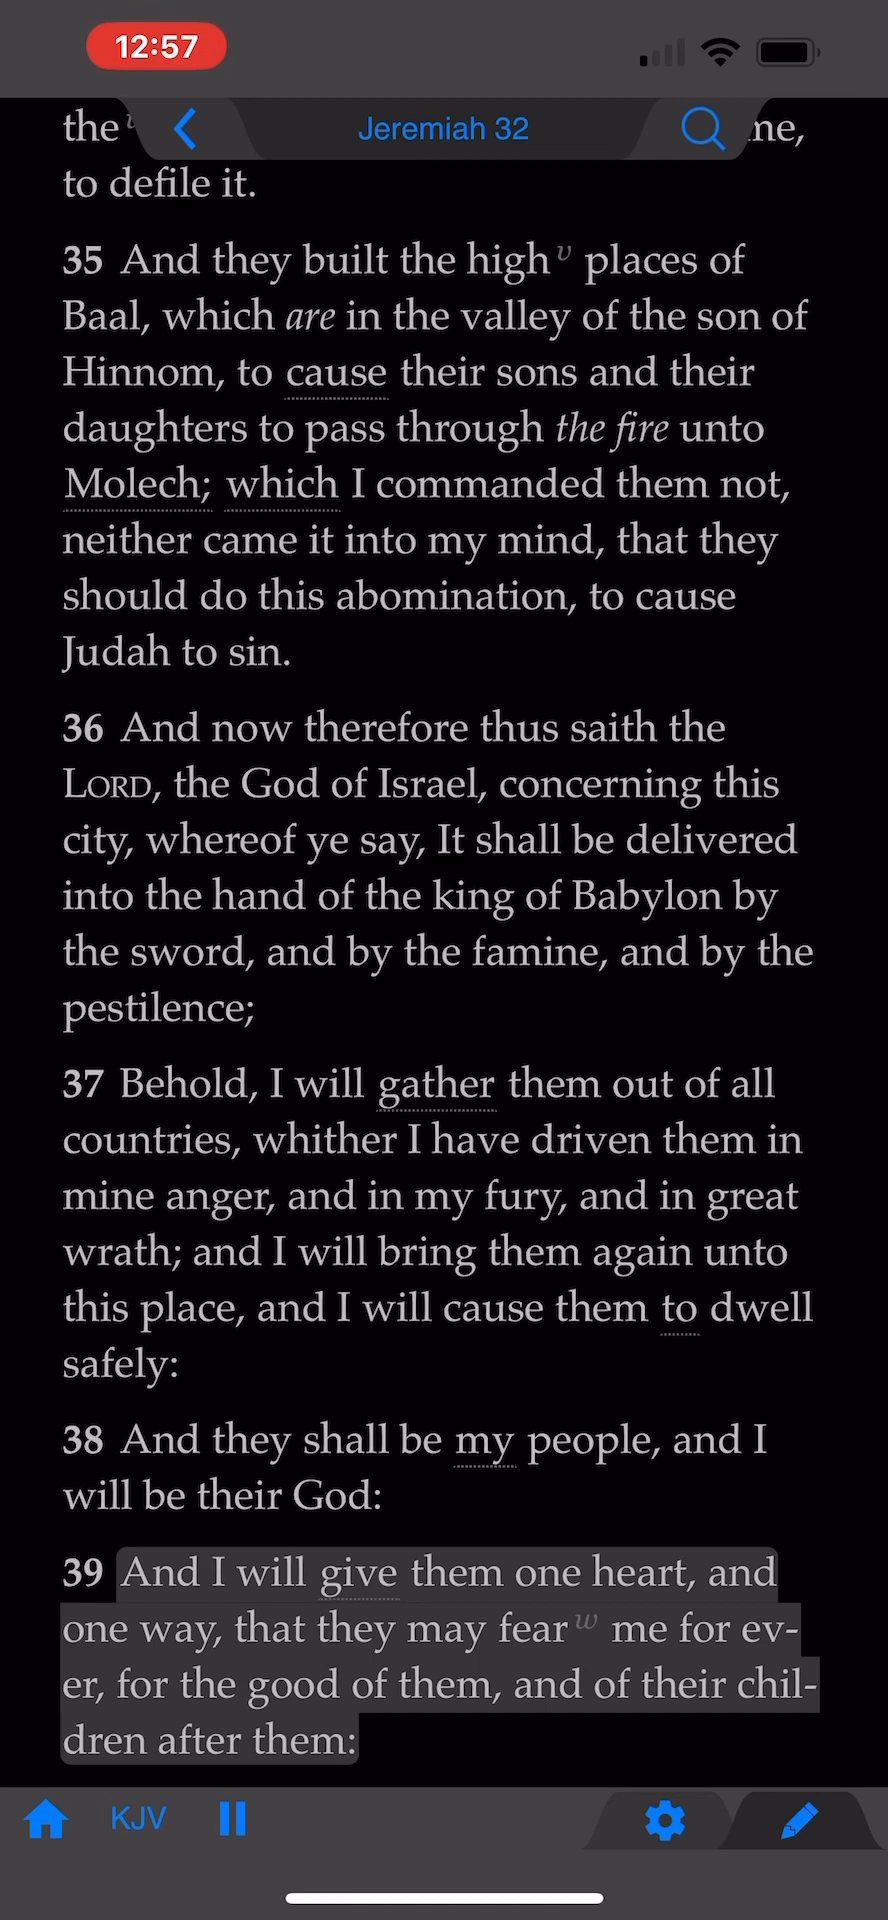 12:57
Jeremiah 32
the me,
to defile it.
35 And they built the high v places of
Baal, which are in the valley of the son of
Hinnom, to cause their sons and their
daughters to pass through the fire unto
Molech; which I commanded them not,
neither came it into my mind, that they
should do this abomination, to cause
Judah to sin.
36 And now therefore thus saith the
LORD, the God of Israel, concerning this
city, whereof ye say, It shall be delivered
into the hand of the king of Babylon by
the sword, and by the famine, and by the
pestilence;
37 Behold, I will gather them out of all
countries, whither I have driven them in
mine anger, and in my fury, and in great
wrath; and I will bring them again unto
this place, and I will cause them to dwell
safely:
38 And they shall be my people, and I
will be their God:
39 And I will give them one heart, and
one way, that they may fear w me for ev-
er, for the good of them, and of their chil-
dren after them:
KJV